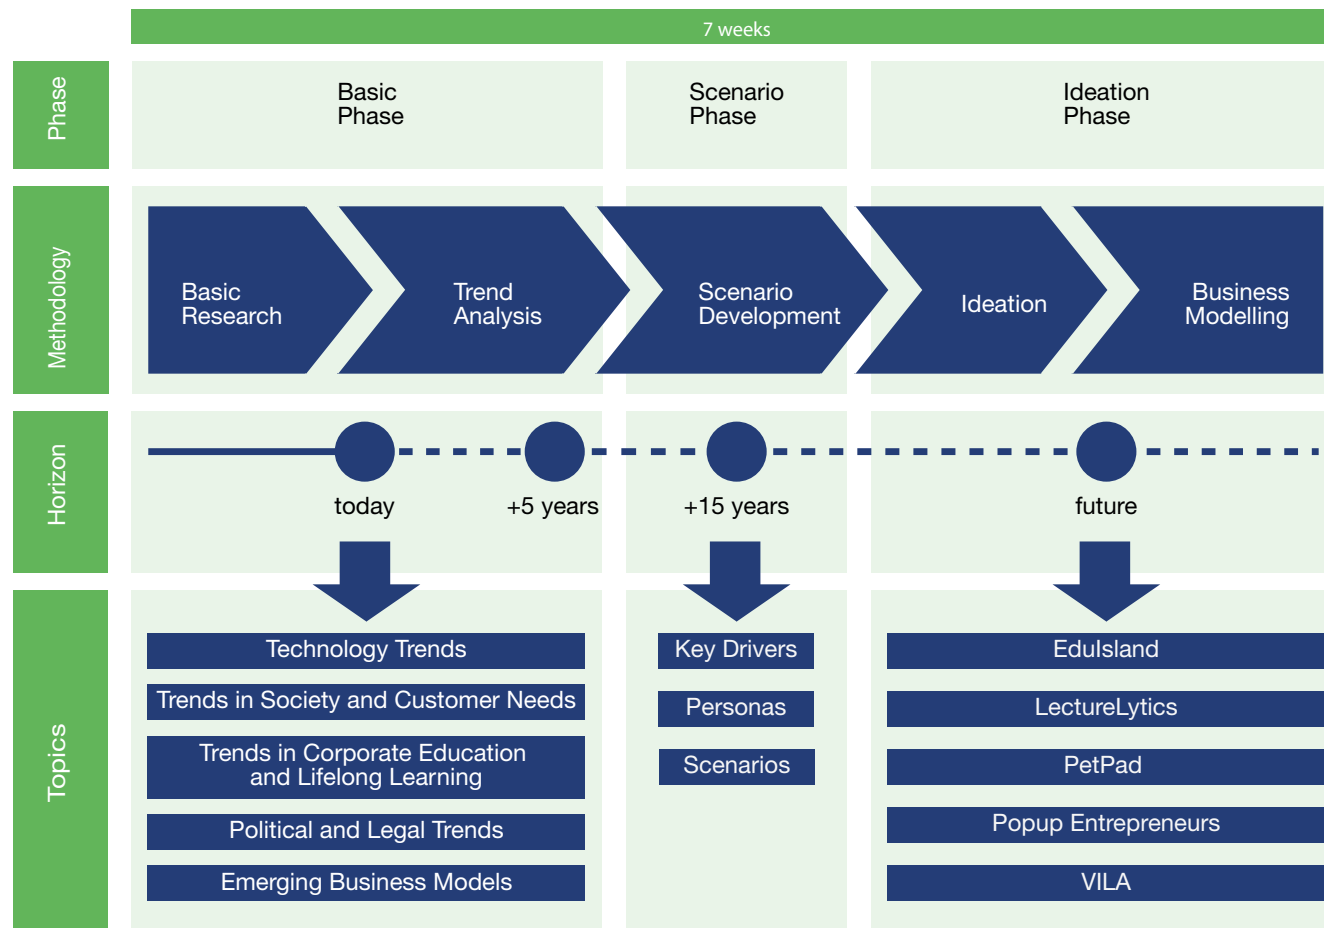 7 weeks
Phase
Basic
Phase
Scenario
Phase
Ideation
Phase
Methodology
Basic
Research
Trend
Analysis
Scenario
Development
Ideation
Business
Modelling
Horizon
today
+5 years
+15 years
future
Topics
Technology Trends
Trends in Society and Customer Needs
Trends in Corporate Education
and Lifelong Learning
Political and Legal Trends
Emerging Business Models
Key Drivers
Personas
Scenarios
EduIsland
LectureLytics
PetPad
Popup Entrepreneurs
VILA